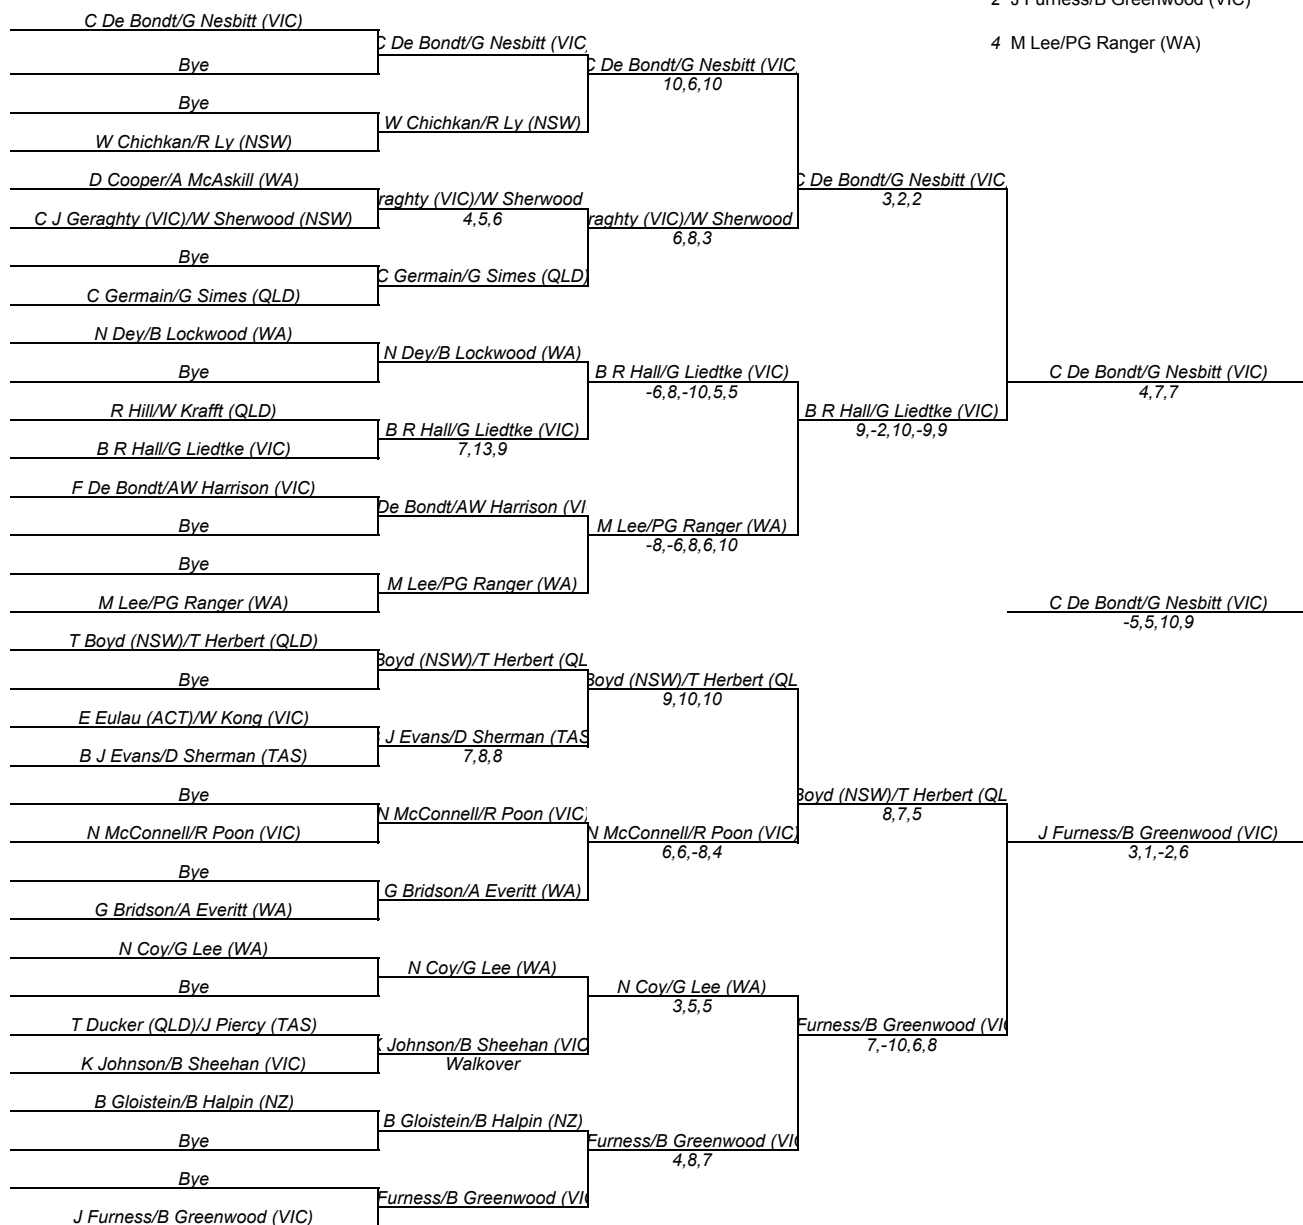 2 J Furness/B Greenwood (VIC)
4 M Lee/PG Ranger (WA)
C De Bondt/G Nesbitt (VIC)
Bye
Bye
W Chichkan/R Ly (NSW)
D Cooper/A McAskill (WA)
C J Geraghty (VIC)/W Sherwood (NSW)
Bye
C Germain/G Simes (QLD)
N Dey/B Lockwood (WA)
Bye
R Hill/W Krafft (QLD)
B R Hall/G Liedtke (VIC)
F De Bondt/AW Harrison (VIC)
Bye
Bye
M Lee/PG Ranger (WA)
T Boyd (NSW)/T Herbert (QLD)
Bye
E Eulau (ACT)/W Kong (VIC)
B J Evans/D Sherman (TAS)
Bye
N McConnell/R Poon (VIC)
Bye
G Bridson/A Everitt (WA)
N Coy/G Lee (WA)
Bye
T Ducker (QLD)/J Piercy (TAS)
K Johnson/B Sheehan (VIC)
B Gloistein/B Halpin (NZ)
Bye
Bye
J Furness/B Greenwood (VIC)
C De Bondt/G Nesbitt (VIC
W Chichkan/R Ly (NSW)
raghty (VIC)/W Sherwood
4,5,6
C Germain/G Simes (QLD)
N Dey/B Lockwood (WA)
B R Hall/G Liedtke (VIC)
7,13,9
De Bondt/AW Harrison (VI
M Lee/PG Ranger (WA)
Boyd (NSW)/T Herbert (QL
J Evans/D Sherman (TAS
7,8,8
N McConnell/R Poon (VIC)
G Bridson/A Everitt (WA)
N Coy/G Lee (WA)
K Johnson/B Sheehan (VIC
Walkover
B Gloistein/B Halpin (NZ)
Furness/B Greenwood (VIC
C De Bondt/G Nesbitt (VIC
10,6,10
raghty (VIC)/W Sherwood
6,8,3
B R Hall/G Liedtke (VIC)
-6,8,-10,5,5
M Lee/PG Ranger (WA)
-8,-6,8,6,10
Boyd (NSW)/T Herbert (QL
9,10,10
N McConnell/R Poon (VIC)
6,6,-8,4
N Coy/G Lee (WA)
3,5,5
Furness/B Greenwood (VIC
4,8,7
C De Bondt/G Nesbitt (VIC
3,2,2
B R Hall/G Liedtke (VIC)
9,-2,10,-9,9
Boyd (NSW)/T Herbert (QL
8,7,5
Furness/B Greenwood (VIC
7,-10,6,8
C De Bondt/G Nesbitt (VIC)
4,7,7
C De Bondt/G Nesbitt (VIC)
-5,5,10,9
J Furness/B Greenwood (VIC)
3,1,-2,6